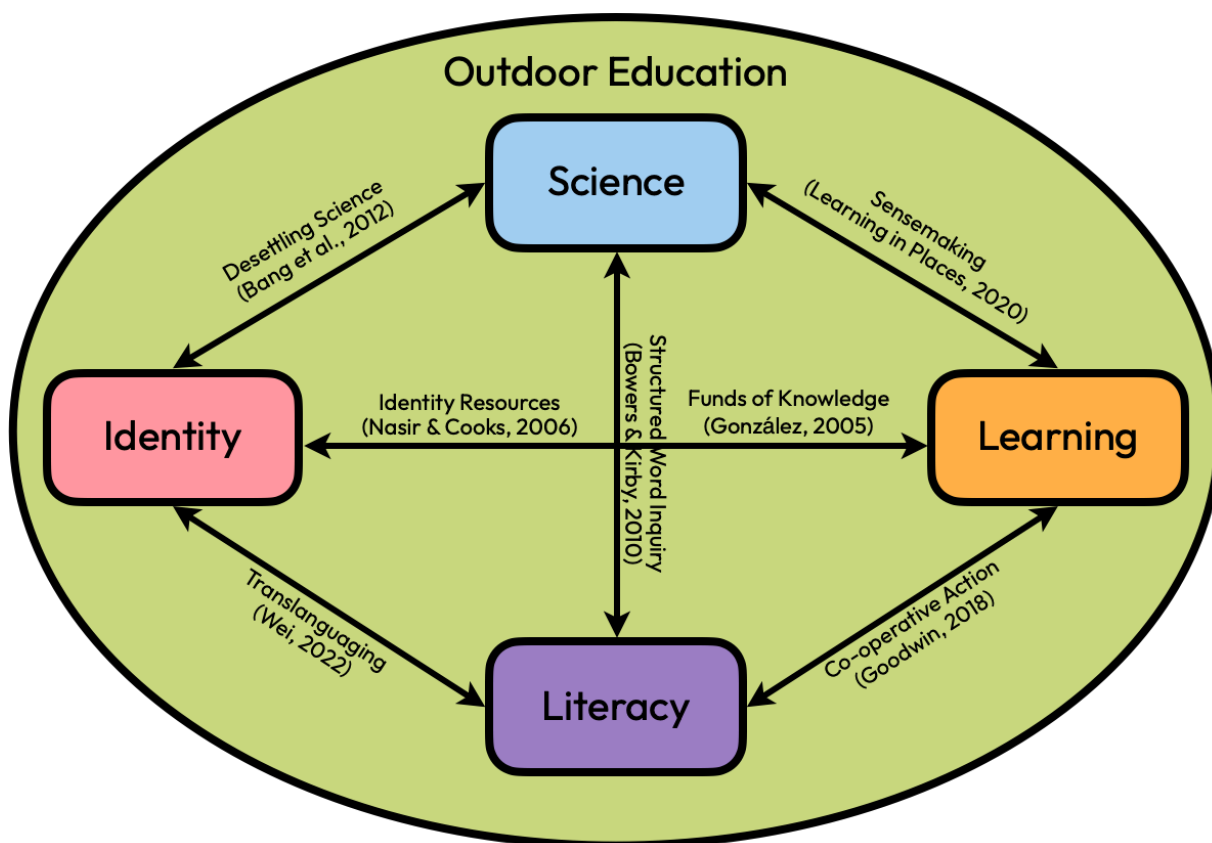 Outdoor Education
Science
Desettling Science
(Bang et al., 2012)
Sensemaking
(Learning in Places, 2020)
Structured Word Inquiry
(Bowers & Kirby, 2010)
Identity
Identity Resources
(Nasir & Cooks, 2006)
Funds of Knowledge
(González, 2005)
Learning
Translanguaging
(Wei, 2022)
Co-operative Action
(Goodwin, 2018)
Literacy